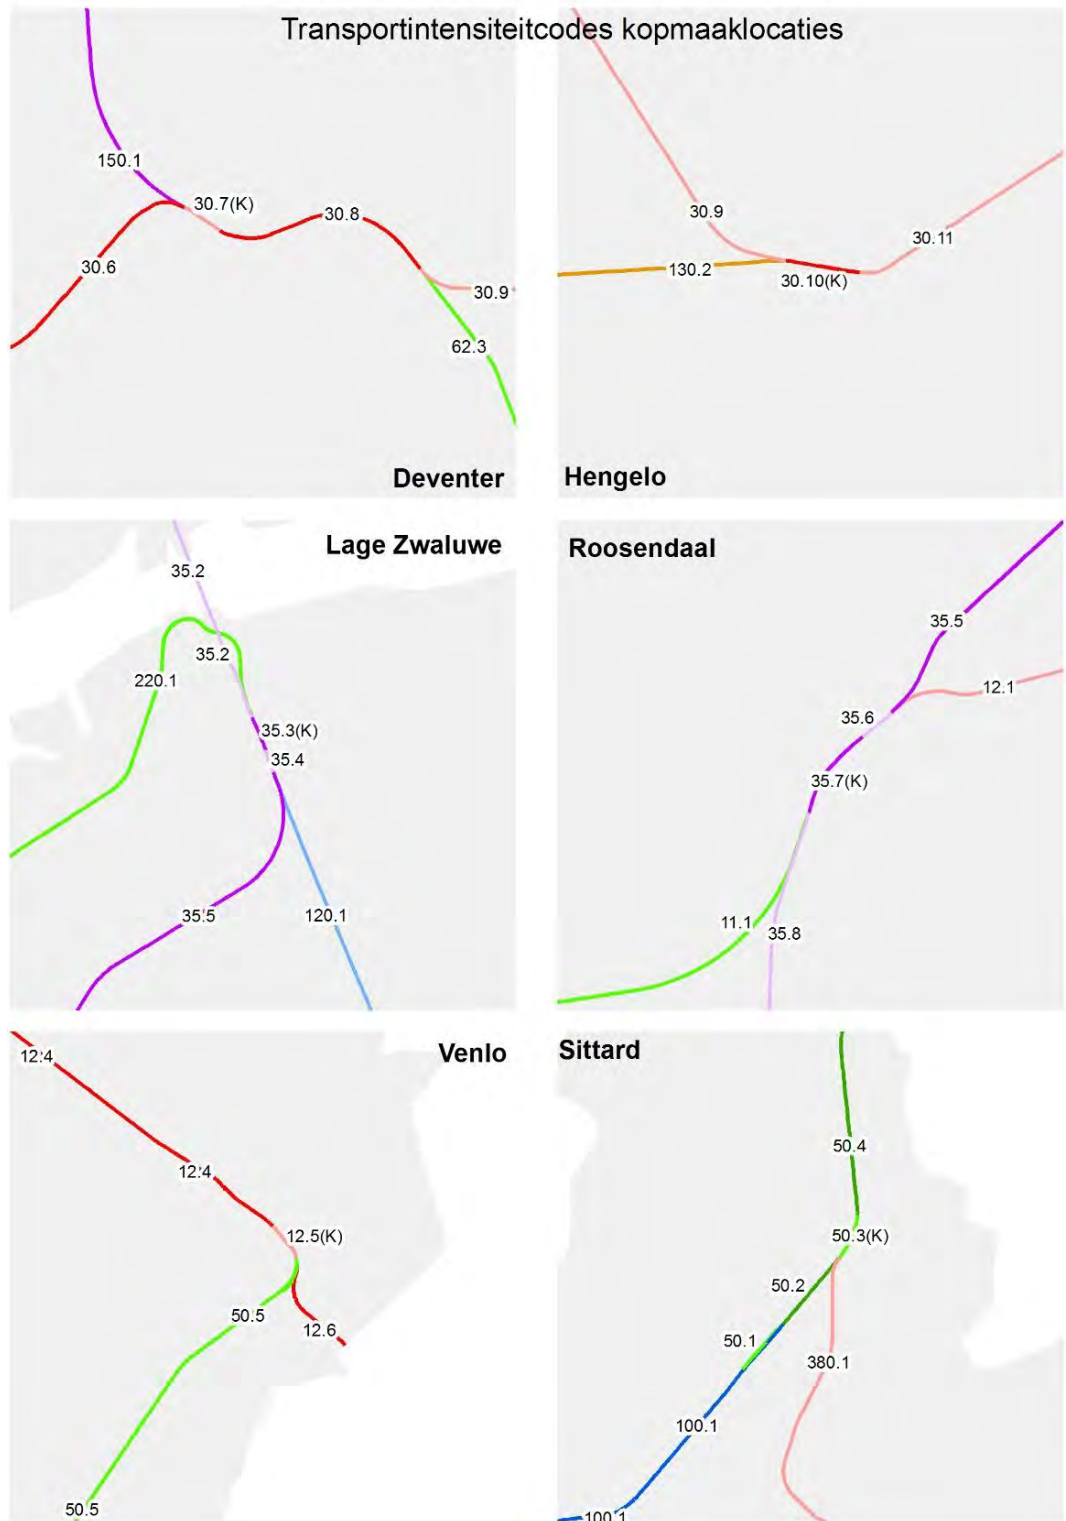 Transportintensiteitcodes kopmaaklocaties
150.1
30.7(K)
30.8
30.6
30.9
62.3
Deventer
30.9
30.11
130.2
30.10(K)
Hengelo
Lage Zwaluwe
35.2
35.2
220.1
35.3(K)
35.4
35.5
120.1
Roosendaal
35.5
12.1
35.6
35.7(K)
11.1
35.8
Venlo
12.4
12.4
12.5(K)
50.5
12.6
50.5
Sittard
50.4
50.3(K)
50.2
50.1
380.1
100.1
100.1